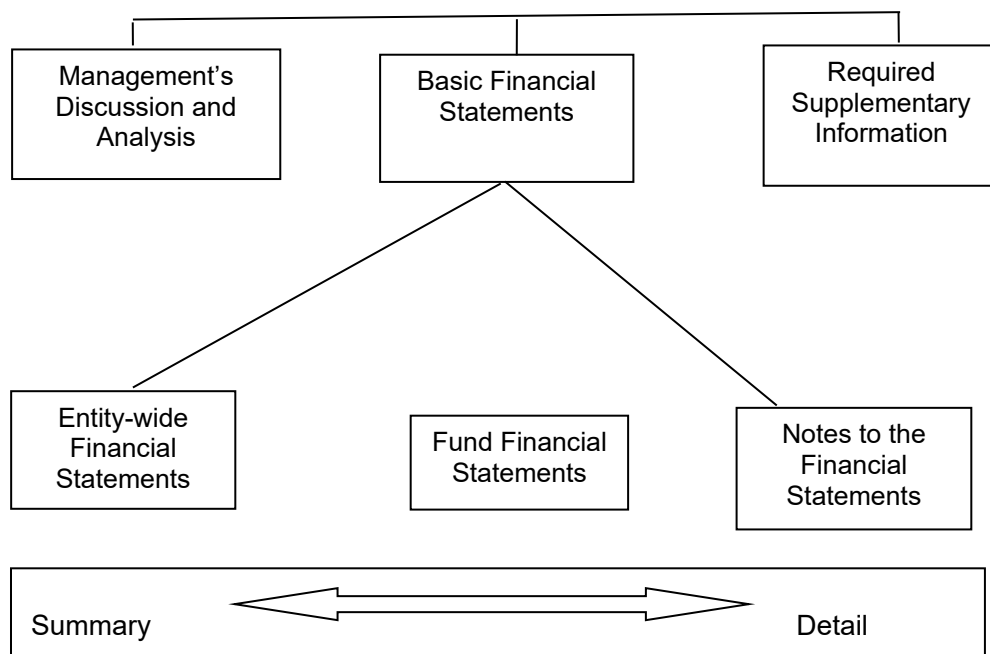 Management’s
Discussion and
Analysis
Basic Financial
Statements
Required
Supplementary
Information
Entity-wide
Financial
Statements
Fund Financial
Statements
Notes to the
Financial
Statements
Summary
Detail